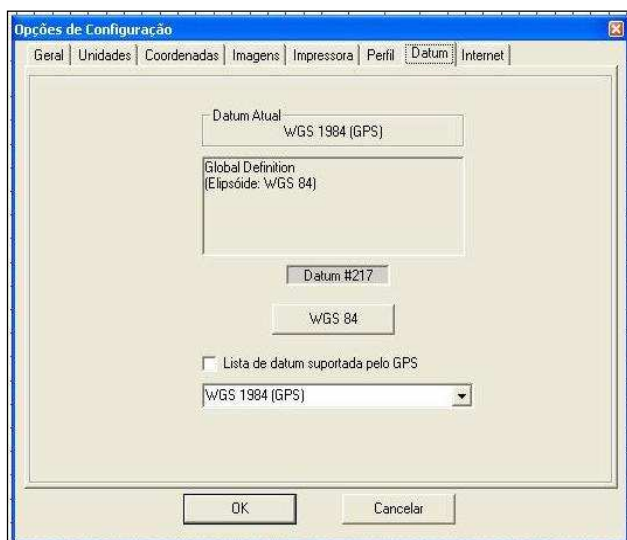 Opções de Configuração
Geral Unidades Coordenadas Imagens Impressora Perfil Datum Internet
Datum Atual
WGS 1984 (GPS)
Global Definition
(Elipsóide: WGS 84)
Datum #217
WGS 84
Lista de datum suportada pelo GPS
WGS 1984 (GPS)
OK Cancelar